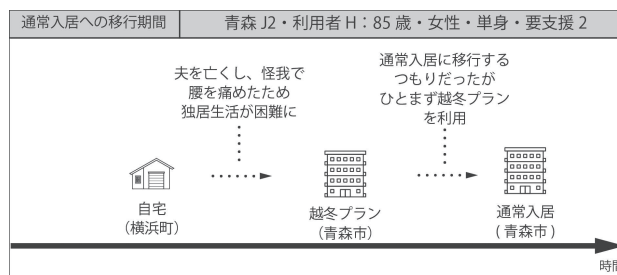 通常入居への移行期間
青森 J2・利用者 H：85 歳・女性・単身・要支援 2
夫を亡くし、怪我で
腰を痛めたため
独居生活が困難に
通常入居に移行する
つもりだったが
ひとまず越冬プラン
を利用
自宅
（横浜町）
越冬プラン
（青森市）
通常入居
( 青森市 )
時間